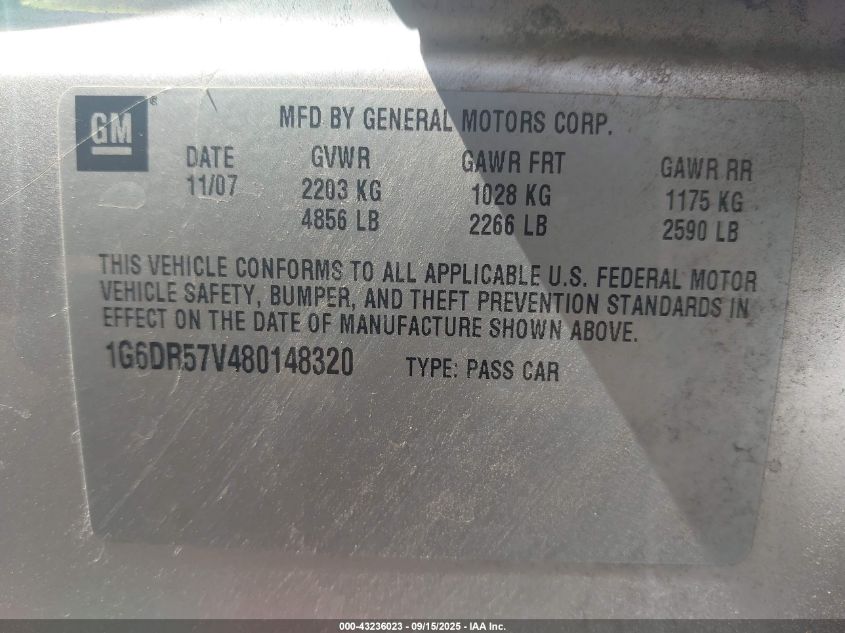 GM®
MFD BY GENERAL MOTORS CORP.
DATE GVWR GAWR FRT GAWR RR
11/07 2203 KG 1028 KG 1175 KG
4856 LB 2266 LB 2590 LB
THIS VEHICLE CONFORMS TO ALL APPLICABLE U.S. FEDERAL MOTOR
VEHICLE SAFETY, BUMPER, AND THEFT PREVENTION STANDARDS IN
EFFECT ON THE DATE OF MANUFACTURE SHOWN ABOVE.
1G6DR57V480148320 TYPE: PASS CAR
000-43236023 - 09/15/2025 - IAA Inc.